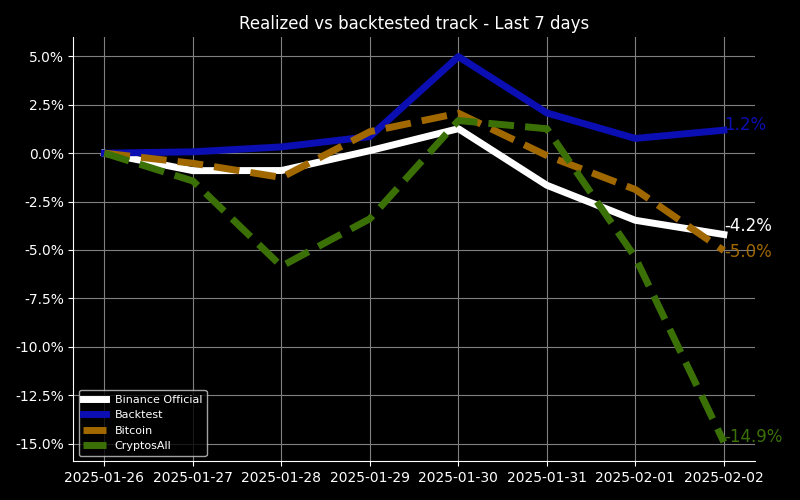 Realized vs backtested track - Last 7 days
5.0%
2.5%
0.0%
-2.5%
-5.0%
-7.5%
-10.0%
-12.5%
-15.0%
1.2%
-4.2%
-5.0%
-14.9%
Binance Official
Backtest
Bitcoin
CryptosAll
2025-01-26 2025-01-27 2025-01-28 2025-01-29 2025-01-30 2025-01-31 2025-02-01 2025-02-02